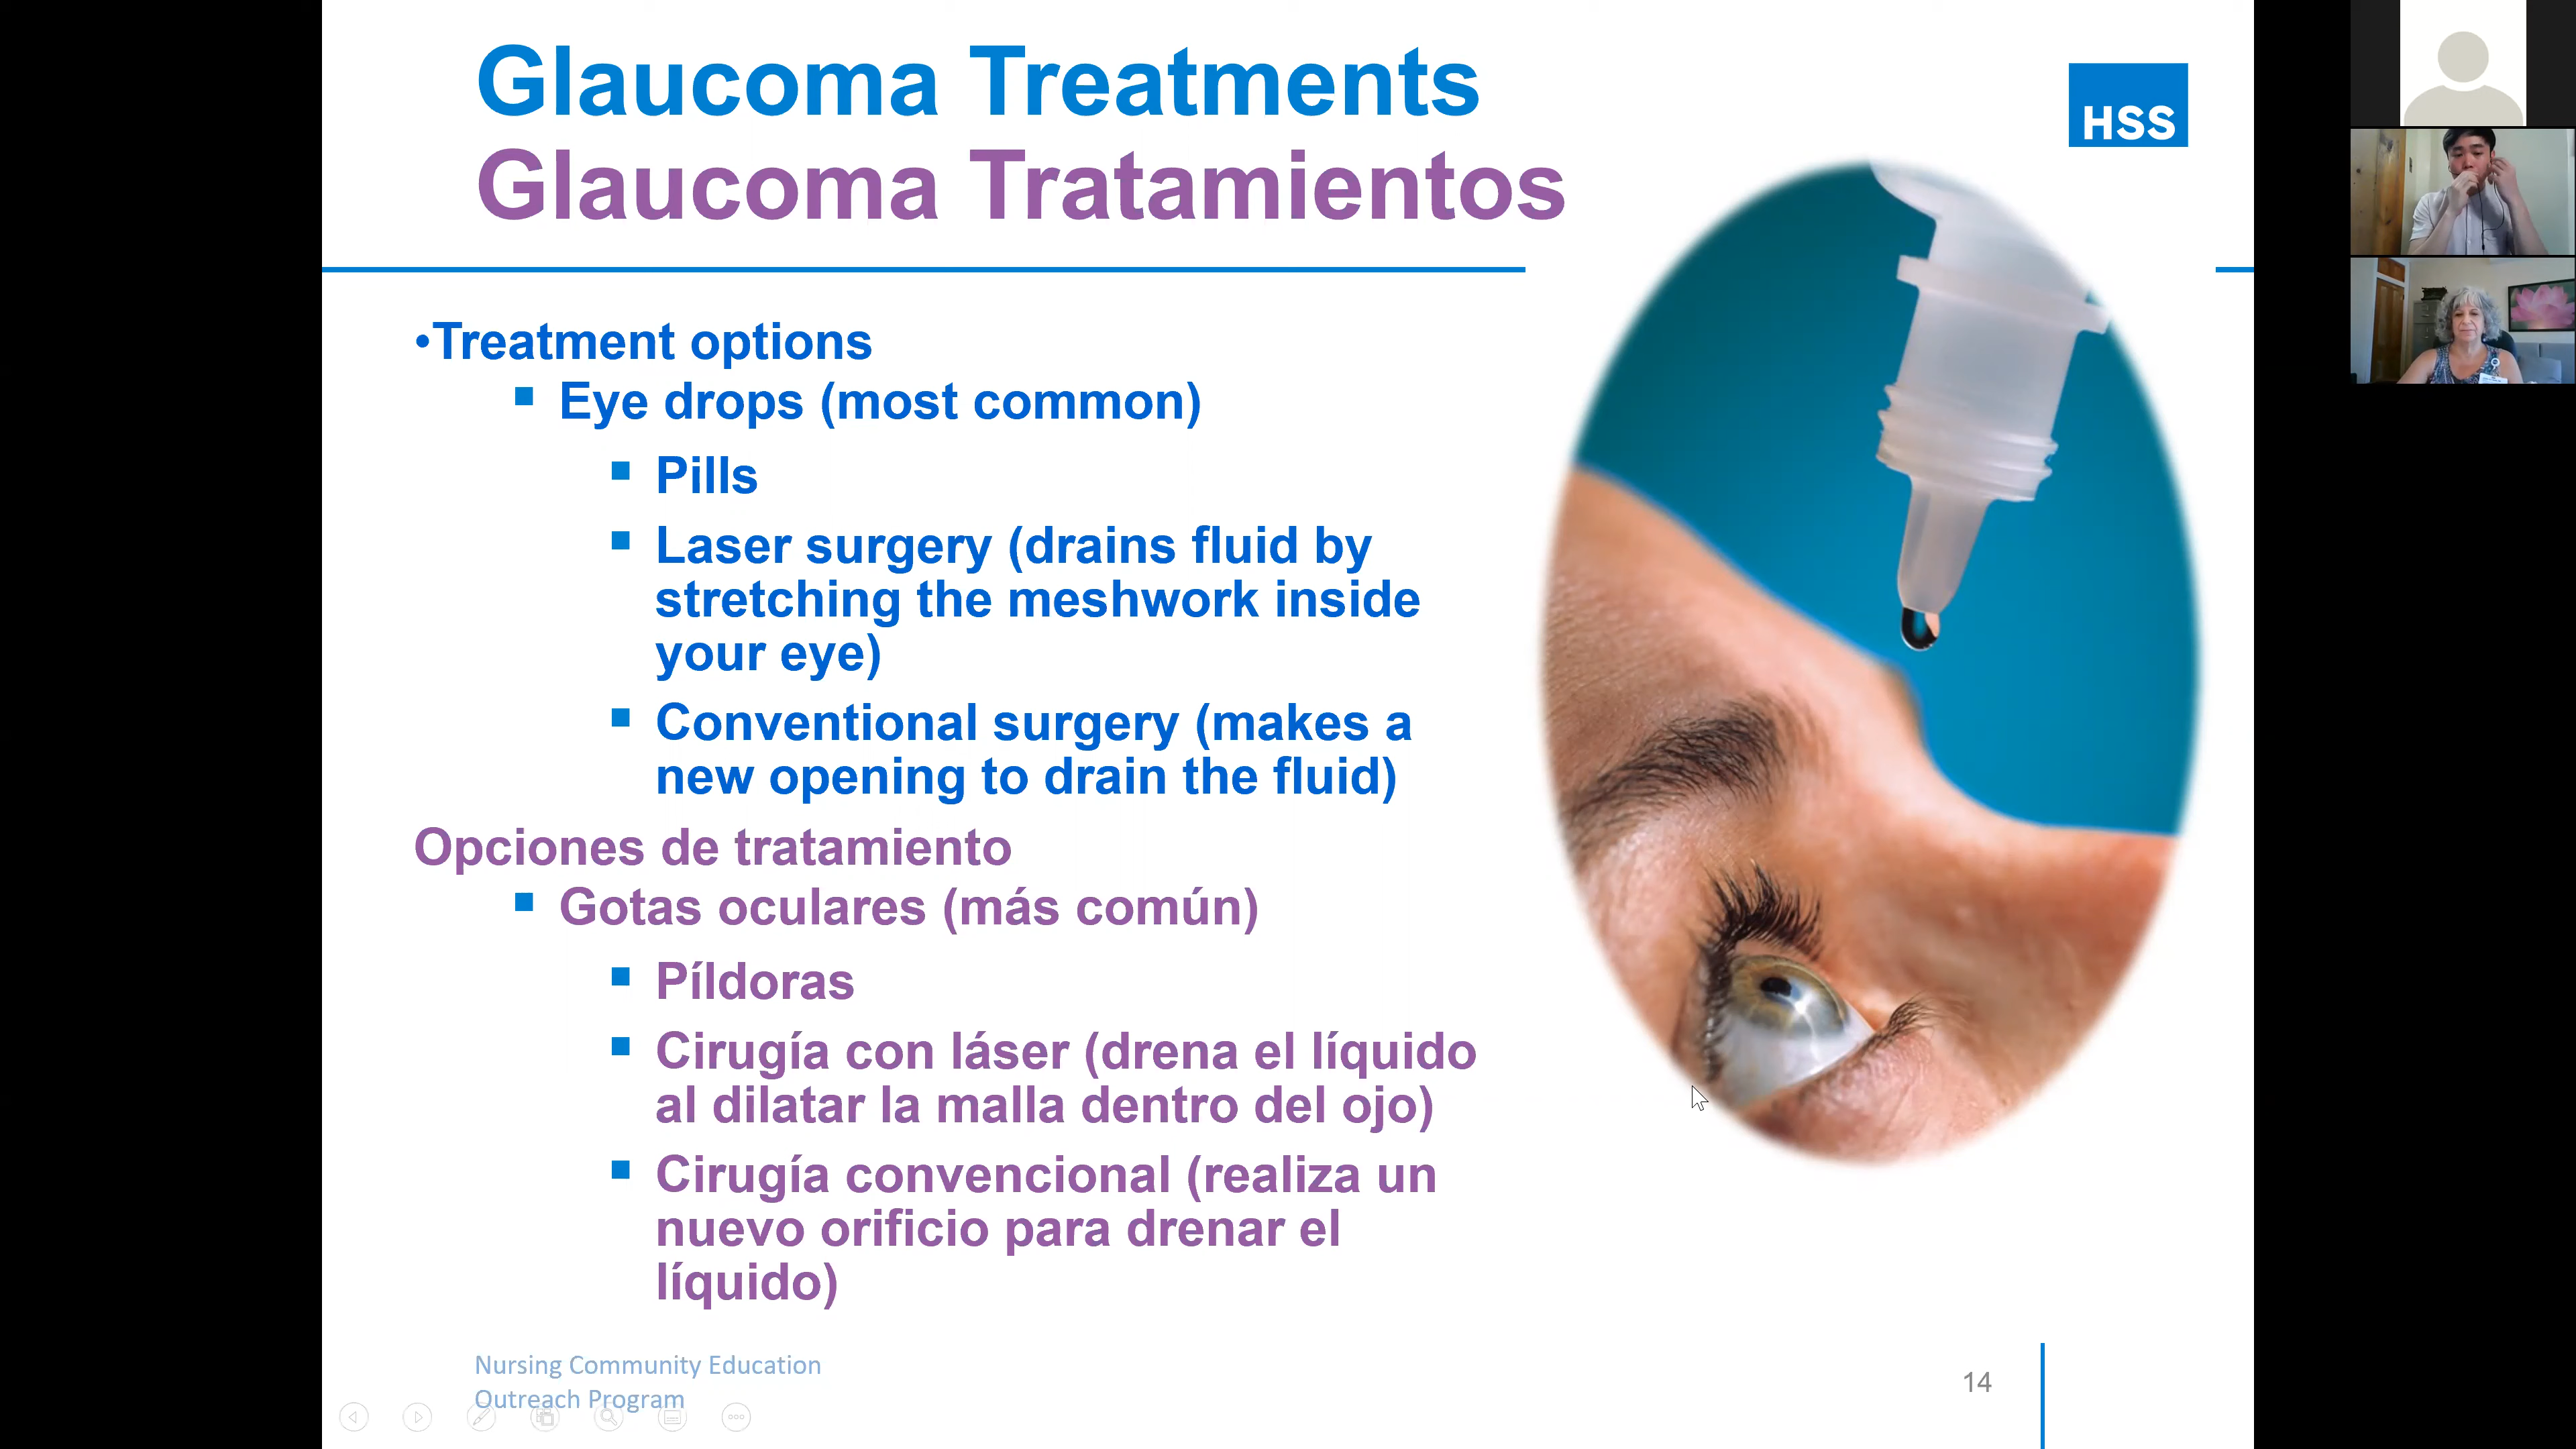 Glaucoma Treatments
Glaucoma Tratamientos
HSS
•Treatment options
▪ Eye drops (most common)
▪ Pills
▪ Laser surgery (drains fluid by
stretching the meshwork inside
your eye)
▪ Conventional surgery (makes a
new opening to drain the fluid)
Opciones de tratamiento
▪ Gotas oculares (más común)
▪ Píldoras
▪ Cirugía con láser (drena el líquido
al dilatar la malla dentro del ojo)
▪ Cirugía convencional (realiza un
nuevo orificio para drenar el
líquido)
Nursing Community Education
Outreach Program
14